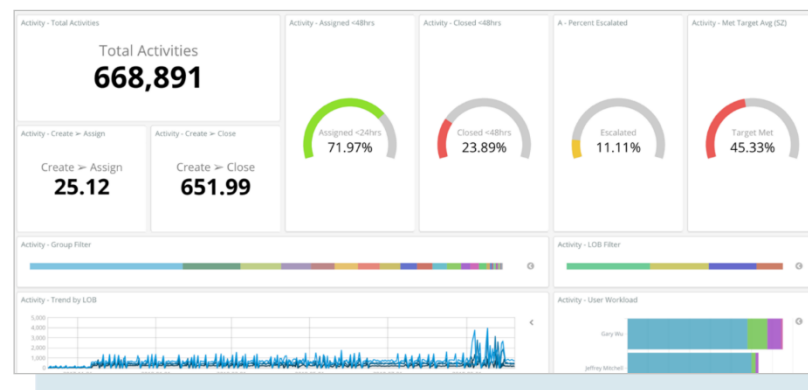 Activity - Total Activities
Total Activities
668,891
Activity - Assigned <48hrs
Assigned <24hrs
71.97%
Activity - Closed <48hrs
Closed <48hrs
23.89%
A - Percent Escalated
Escalated
11.11%
Activity - Met Target Avg (SZ)
Target Met
45.33%
Activity - Create ➢ Assign
Create ➢ Assign
25.12
Activity - Create ➢ Close
Create ➢ Close
651.99
Activity - Group Filter
Activity - LOB Filter
Activity - Trend by LOB
5,000
4,000
3,000
2,000
1,000
0
Activity - User Workload
Gary Wu
Jeffrey Mitchell